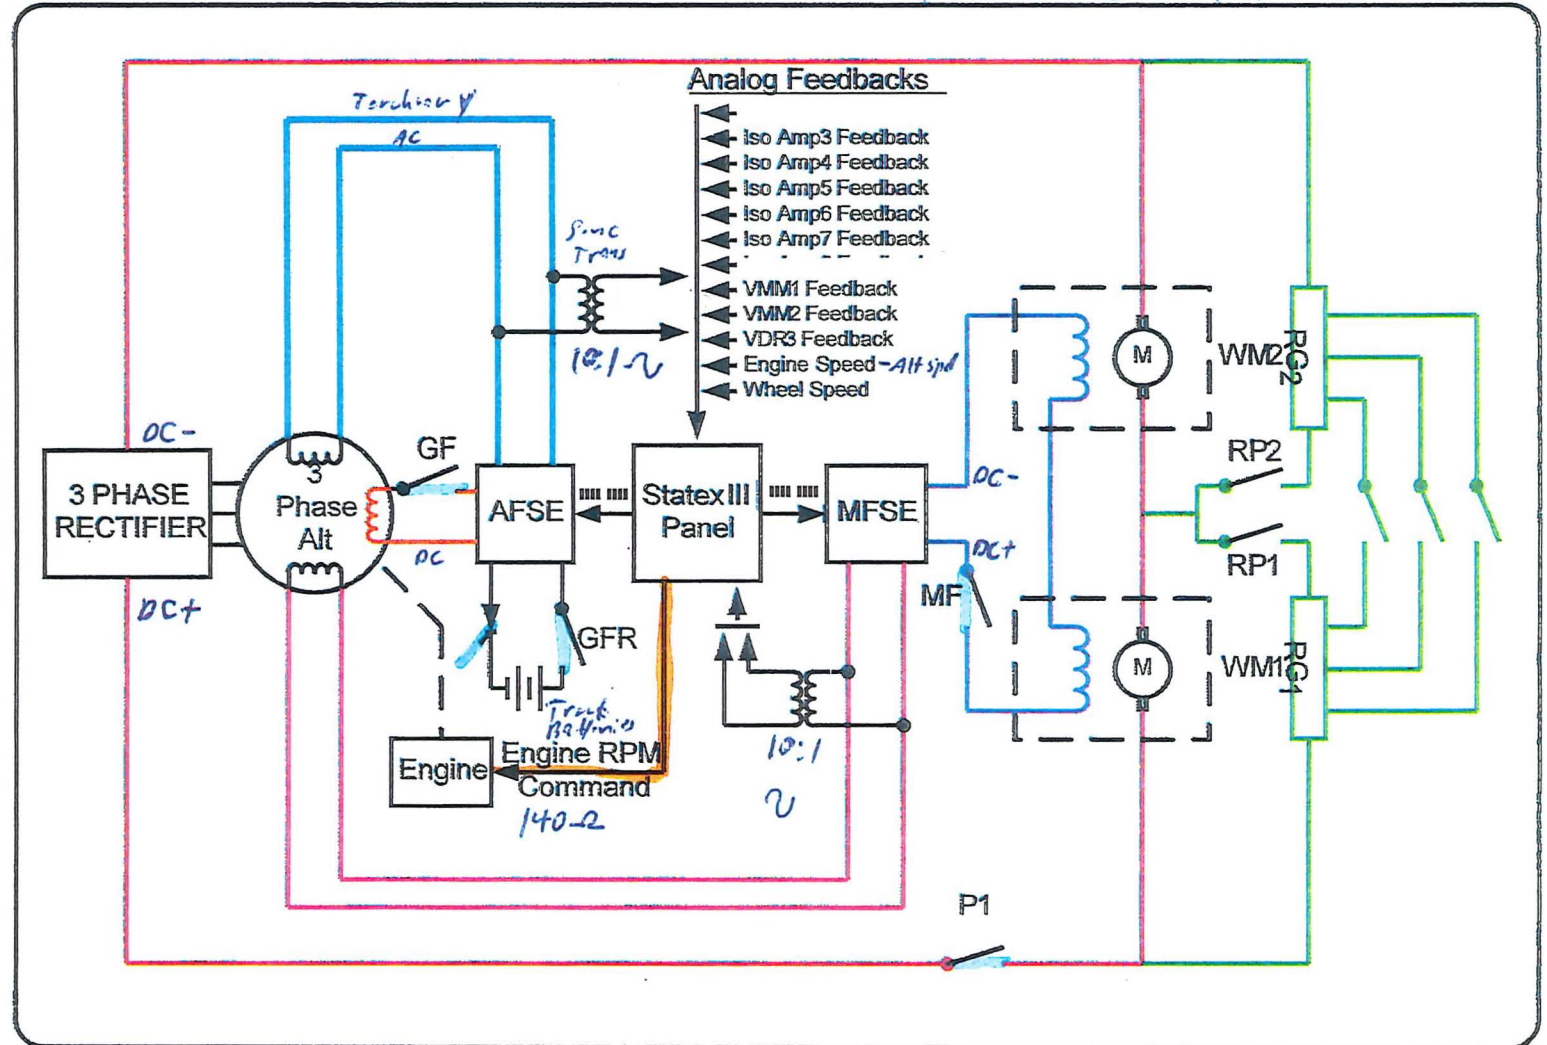 Analog Feedbacks
Iso Amp3 Feedback
Iso Amp4 Feedback
Iso Amp5 Feedback
Iso Amp6 Feedback
Iso Amp7 Feedback
VMM1 Feedback
VMM2 Feedback
VDR3 Feedback
Engine Speed -Alt spd
Wheel Speed
AC
Trans
10:1
DC-
3 PHASE
RECTIFIER
DC+
3
Phase
Alt
GF
DC
AFSE
Statex III
Panel
MFSE
DC-
DC+
MF
GFR
Truck
Batteries
Engine
Engine RPM
Command
140Ω
10:1
M
WM2
RG2
RP2
RP1
M
WM1
RG1
P1